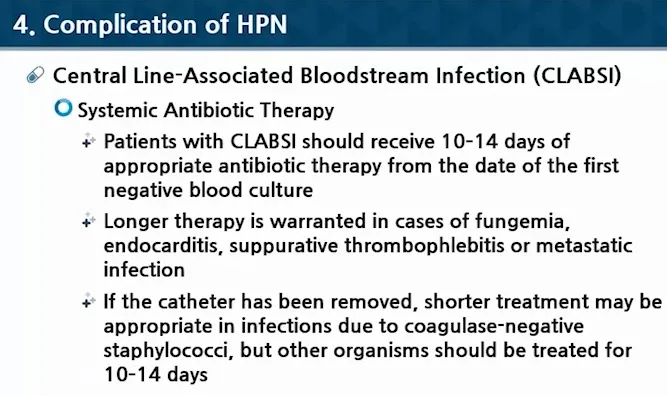 4. Complication of HPN
Central Line-Associated Bloodstream Infection (CLABSI)
Systemic Antibiotic Therapy
Patients with CLABSI should receive 10-14 days of
appropriate antibiotic therapy from the date of the first
negative blood culture
Longer therapy is warranted in cases of fungemia,
endocarditis, suppurative thrombophlebitis or metastatic
infection
If the catheter has been removed, shorter treatment may be
appropriate in infections due to coagulase-negative
staphylococci, but other organisms should be treated for
10-14 days